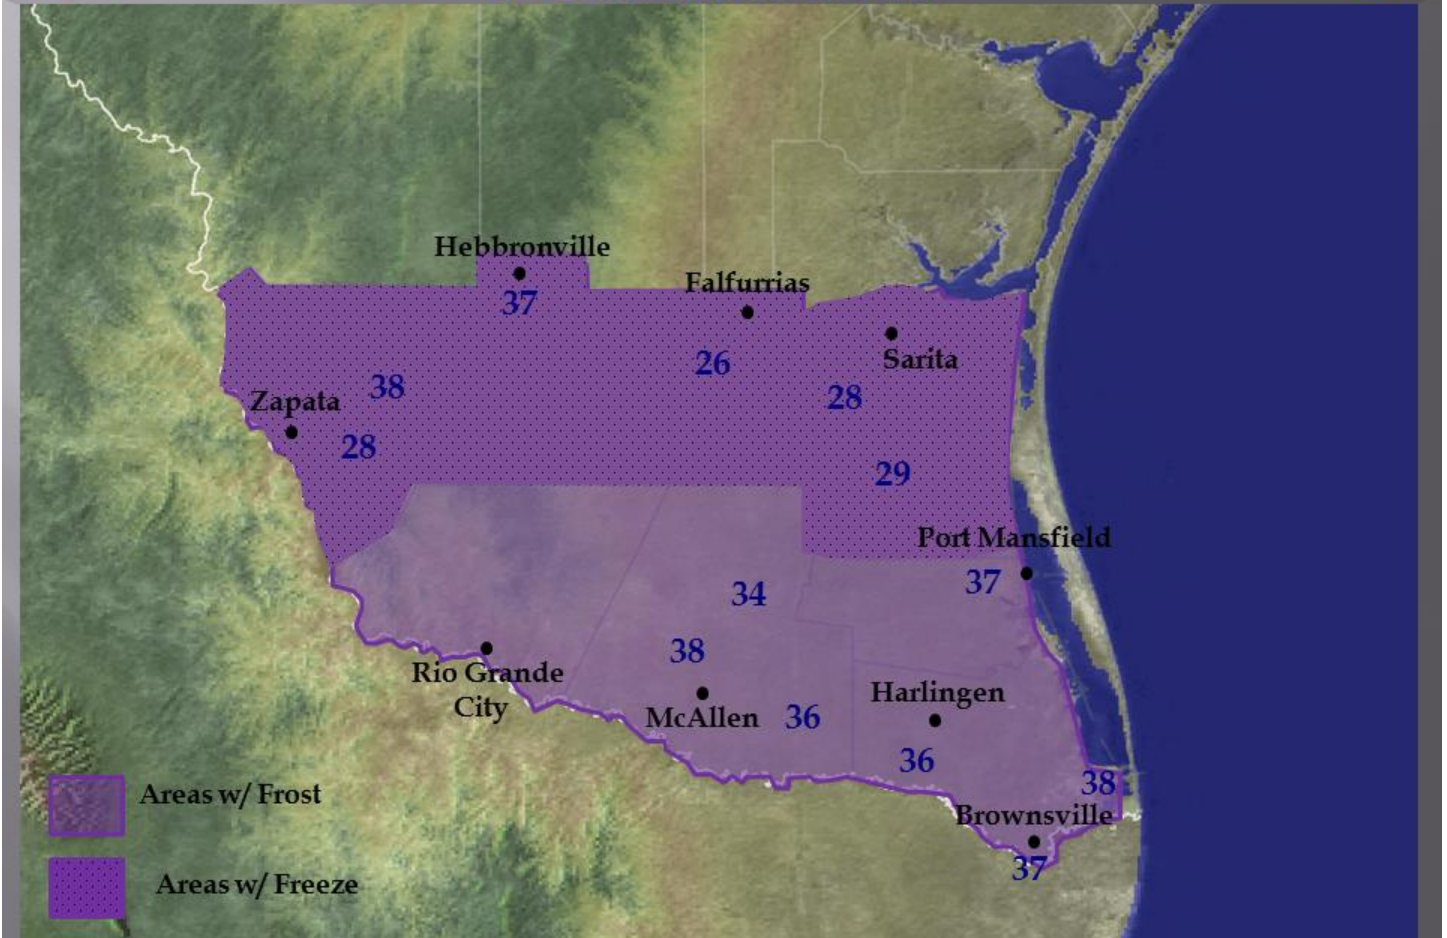 Hebbronville
37
Falfurrias
26
Sarita
28
38
Zapata
28
29
Port Mansfield
37
34
38
Rio Grande
City
McAllen
36
Harlingen
36
38
Brownsville
37
Areas w/ Frost
Areas w/ Freeze